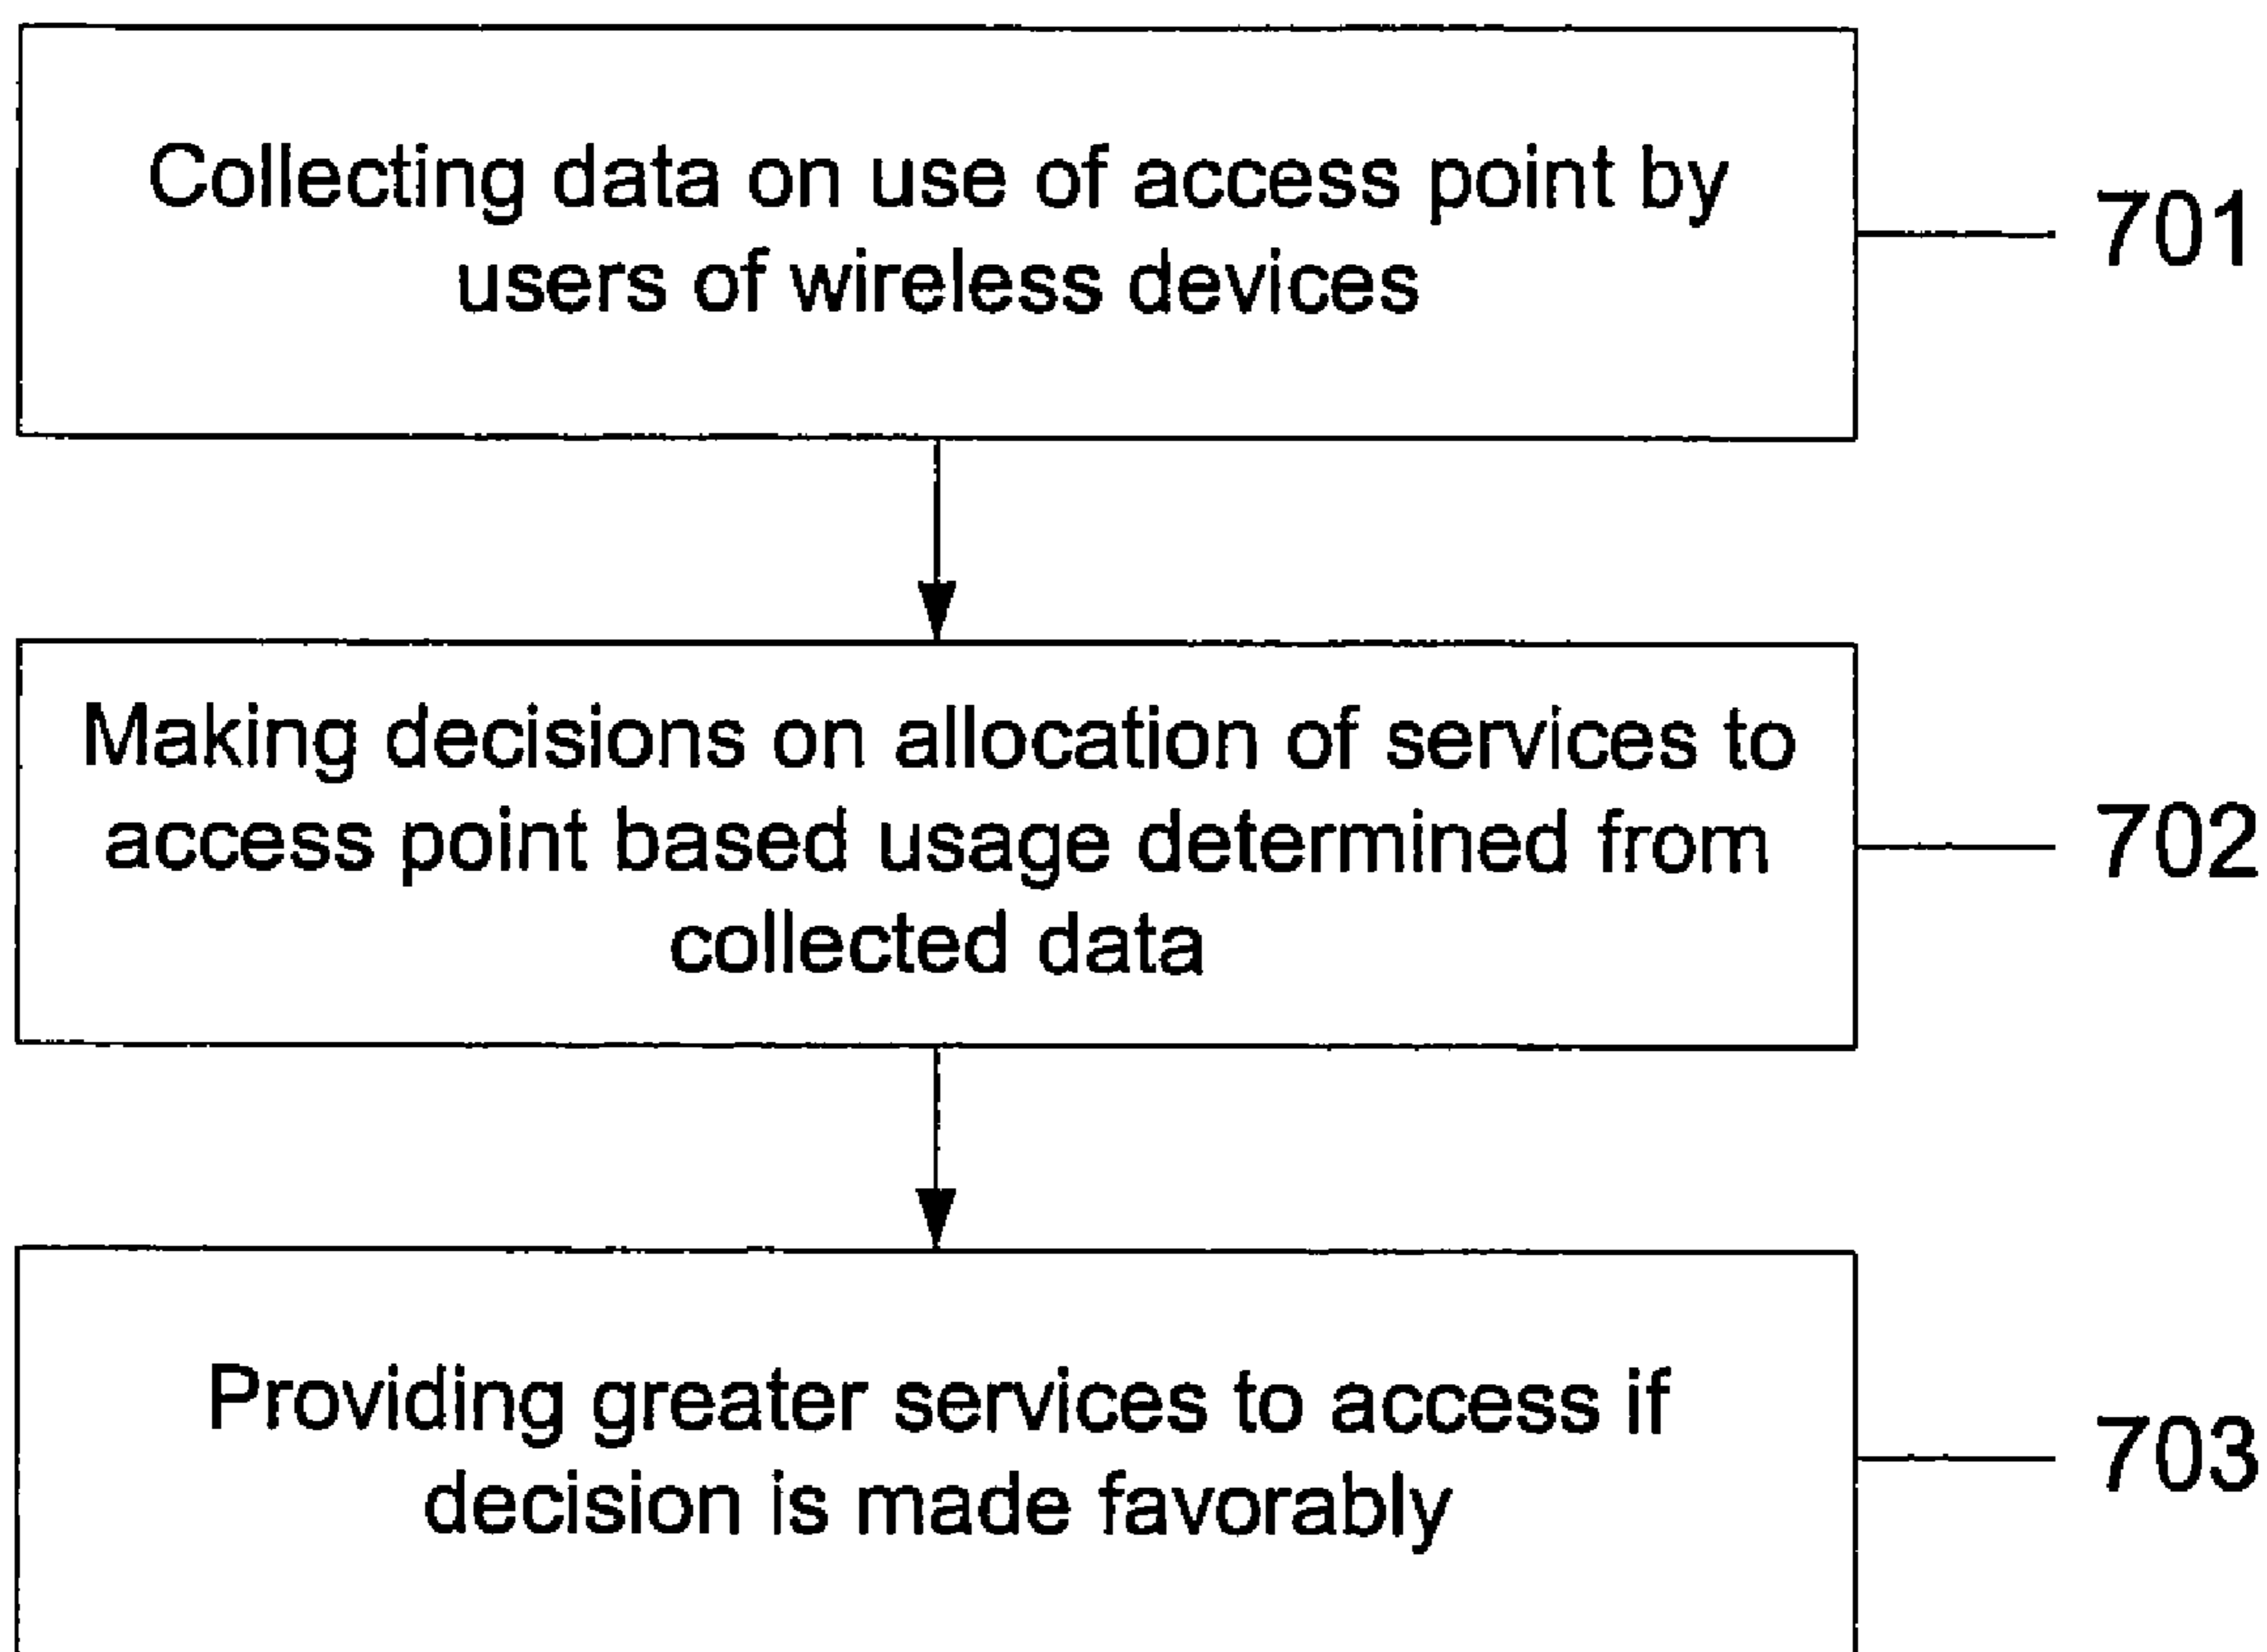 Collecting data on use of access point by
users of wireless devices
701
Making decisions on allocation of services to
access point based usage determined from
collected data
702
Providing greater services to access if
decision is made favorably
703